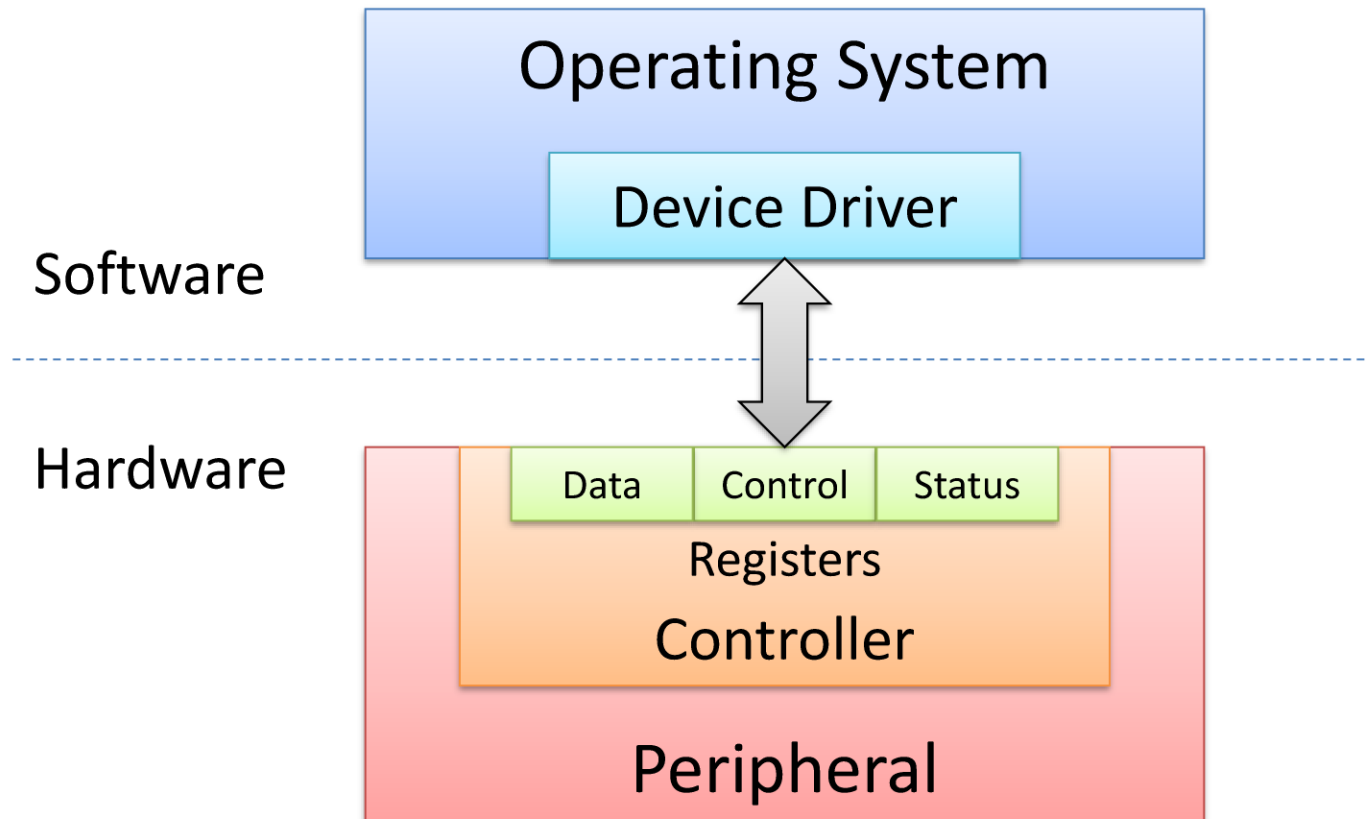 Operating System
Device Driver
Software
Hardware
Data Control Status
Registers
Controller
Peripheral